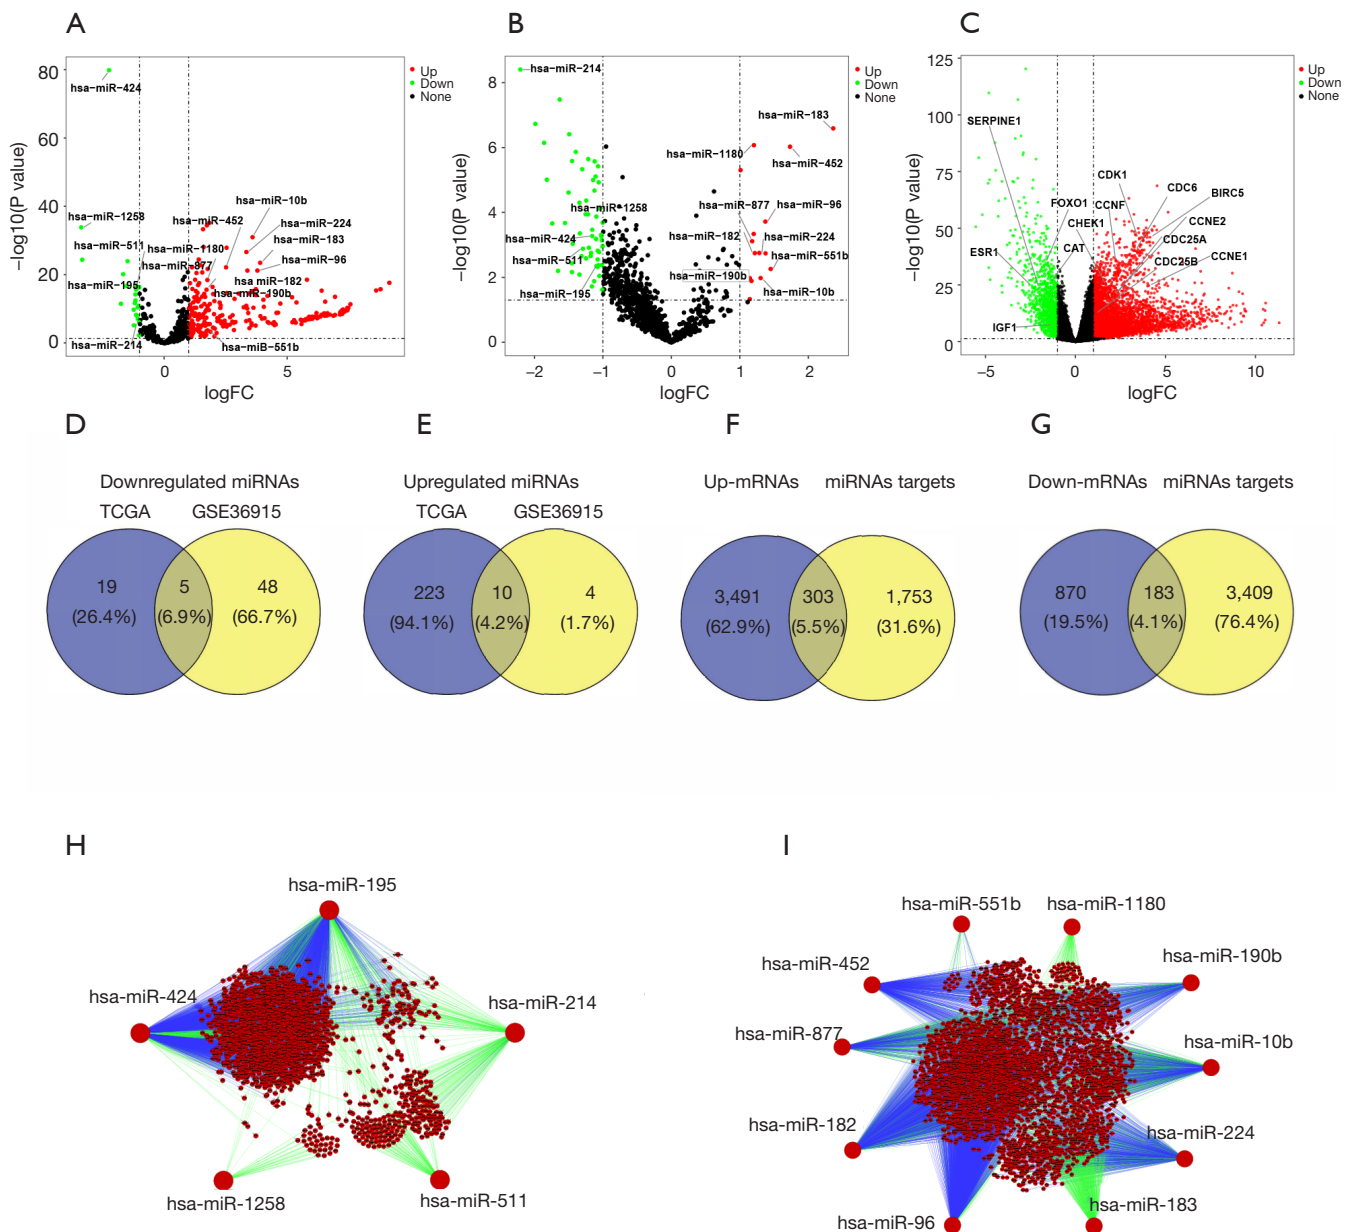 A
80
60
40
20
0
0
5
−log10(P value)
logFC
Up
Down
None
hsa−miR−424
hsa−miR−10b
hsa−miR−1258
hsa−miR−452
hsa−miR−224
hsa−miR−511
hsa−miR−1180
hsa−miR−183
hsa−miR−877
hsa−miR−96
hsa−miR−195
hsa miR−182
hsa−miR−190b
hsa−miR−214
hsa−miB−551b
B
8
6
4
2
0
−2
−1
0
1
2
−log10(P value)
logFC
Up
Down
None
hsa−miR−214
hsa−miR−183
hsa−miR−1180
hsa−miR−452
hsa−miR−1258
hsa−miR−877
hsa−miR−96
hsa−miR−424
hsa−miR−182
hsa−miR−224
hsa−miR−511
hsa−miR−551b
hsa−miR−190b
hsa−miR−195
hsa−miR−10b
C
125
100
75
50
25
0
−5
0
5
10
−log10(P value)
logFC
Up
Down
None
SERPINE1
CDK1
CDC6
BIRC5
FOXO1
CCNF
CHEK1
CCNE2
CDC25A
ESR1
CAT
CDC25B
CCNE1
IGF1
D
Downregulated miRNAs
TCGA GSE36915
19 5 48
(26.4%) (6.9%) (66.7%)
E
Upregulated miRNAs
TCGA GSE36915
223 10 4
(94.1%) (4.2%) (1.7%)
F
Up-mRNAs miRNAs targets
3,491 303 1,753
(62.9%) (5.5%) (31.6%)
G
Down-mRNAs miRNAs targets
870 183 3,409
(19.5%) (4.1%) (76.4%)
H
hsa-miR-195
hsa-miR-424
hsa-miR-214
hsa-miR-1258
hsa-miR-511
I
hsa-miR-551b
hsa-miR-1180
hsa-miR-452
hsa-miR-190b
hsa-miR-877
hsa-miR-10b
hsa-miR-182
hsa-miR-224
hsa-miR-183
hsa-miR-96